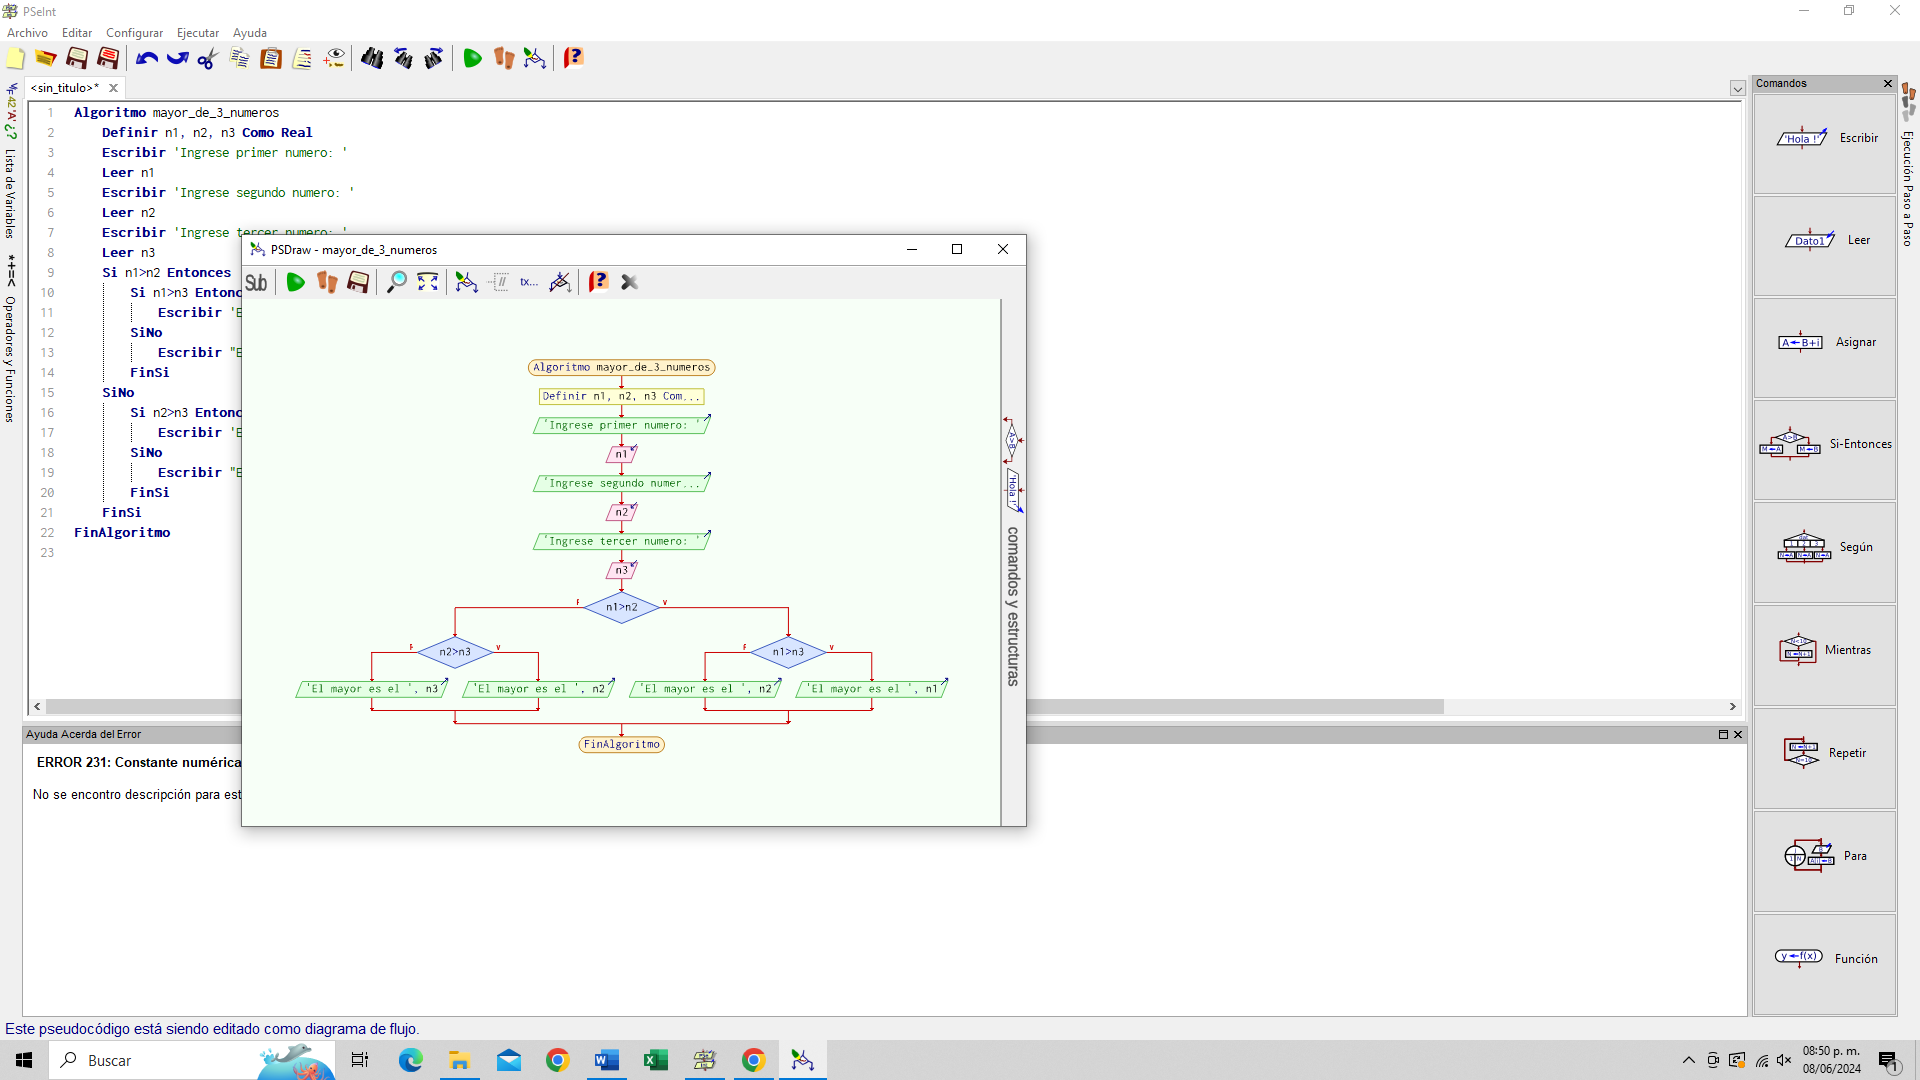 PSeInt
Archivo Editar Configurar Ejecutar Ayuda
<sin_titulo>*
1 Algoritmo mayor_de_3_numeros
2 Definir n1, n2, n3 Como Real
3 Escribir 'Ingrese primer numero: '
4 Leer n1
5 Escribir 'Ingrese segundo numero: '
6 Leer n2
7 Escribir 'Ingrese tercer numero: '
8 Leer n3
9 Si n1>n2 Entonces
10 Si n1>n3 Entonc
11 Escribir 'E
12 SiNo
13 Escribir "E
14 FinSi
15 SiNo
16 Si n2>n3 Entonc
17 Escribir 'E
18 SiNo
19 Escribir "E
20 FinSi
21 FinSi
22 FinAlgoritmo
23
Lista de Variables
Operadores y Funciones
PSDraw - mayor_de_3_numeros
Sub
tx...
Algoritmo mayor_de_3_numeros
Definir n1, n2, n3 Com...
'Ingrese primer numero: '
n1
'Ingrese segundo numer...
n2
'Ingrese tercer numero: '
n3
F n1>n2 V
F n2>n3 V F n1>n3 V
'El mayor es el ', n3 'El mayor es el ', n2 'El mayor es el ', n2 'El mayor es el ', n1
FinAlgoritmo
A>B
'Hola !'
comandos y estructuras
Ayuda Acerda del Error
ERROR 231: Constante numérica
No se encontro descripción para est
Comandos
'Hola !' Escribir
Dato1 Leer
A←B+i Asignar
A>B M←A M←B Si-Entonces
Según
Mientras
Repetir
Para
y←f(x) Función
Ejecución Paso a Paso
Este pseudocódigo está siendo editado como diagrama de flujo.
Buscar
08:50 p. m.
08/06/2024
1